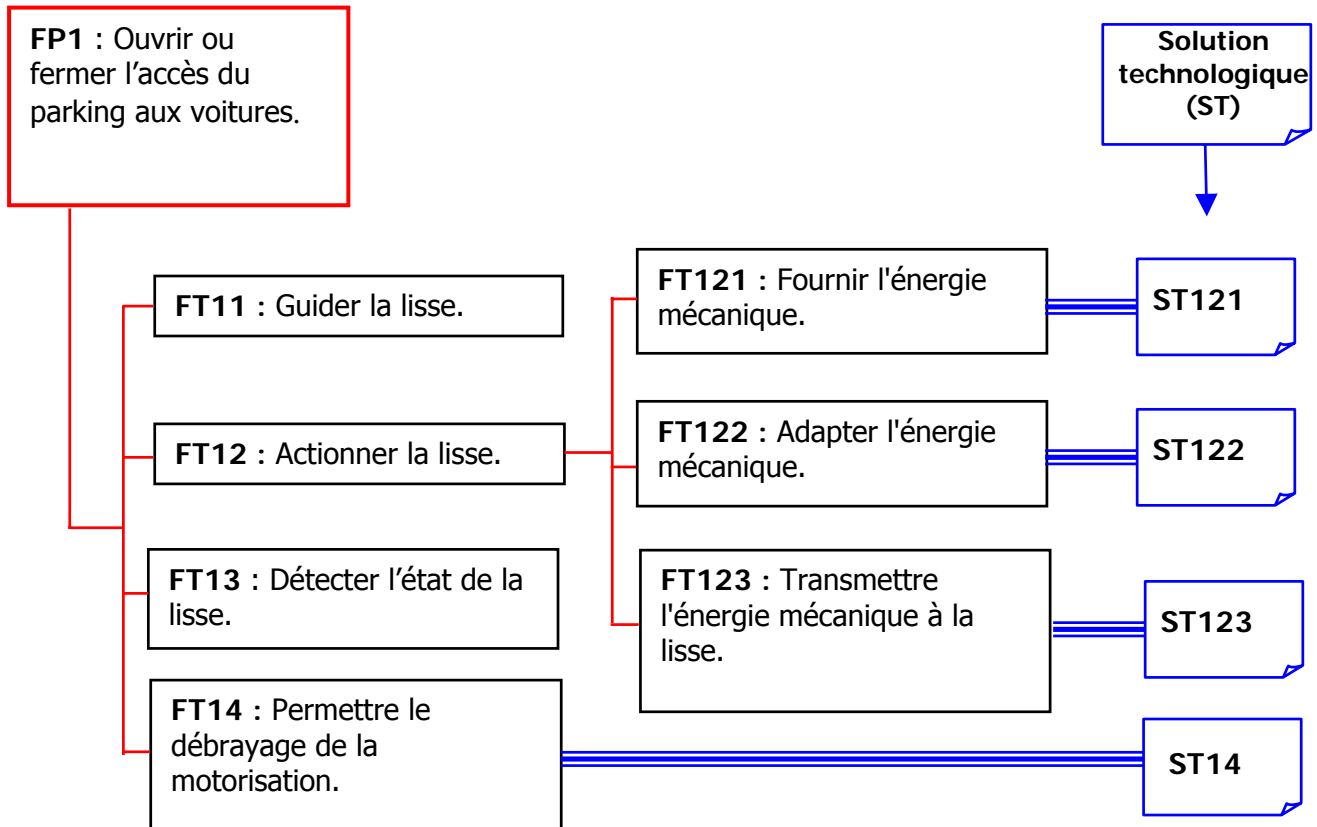 FP1 : Ouvrir ou
fermer l’accès du
parking aux voitures.
Solution
technologique
(ST)
FT11 : Guider la lisse.
FT121 : Fournir l'énergie
mécanique.
ST121
FT12 : Actionner la lisse.
FT122 : Adapter l'énergie
mécanique.
ST122
FT13 : Détecter l’état de la
lisse.
FT123 : Transmettre
l'énergie mécanique à la
lisse.
ST123
FT14 : Permettre le
débrayage de la
motorisation.
ST14